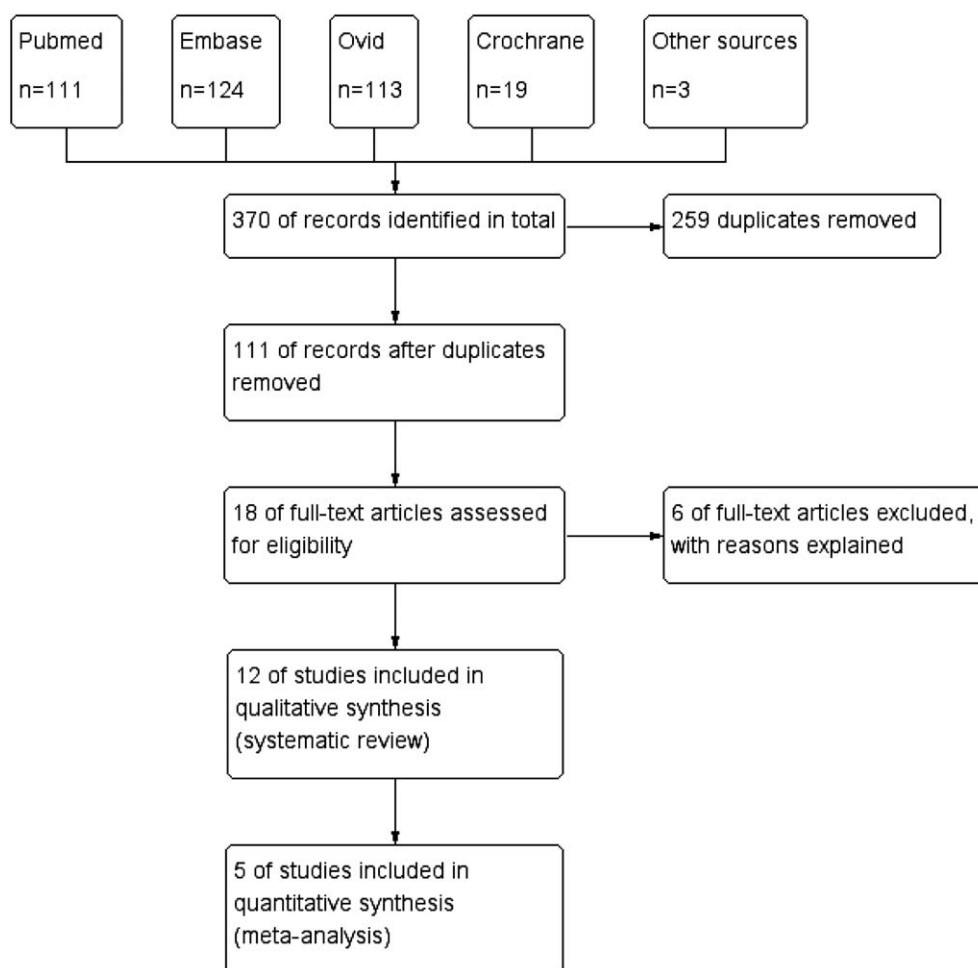 Pubmed
n=111
Embase
n=124
Ovid
n=113
Crochrane
n=19
Other sources
n=3
370 of records identified in total
259 duplicates removed
111 of records after duplicates
removed
18 of full-text articles assessed
for eligibility
6 of full-text articles excluded,
with reasons explained
12 of studies included in
qualitative synthesis
(systematic review)
5 of studies included in
quantitative synthesis
(meta-analysis)